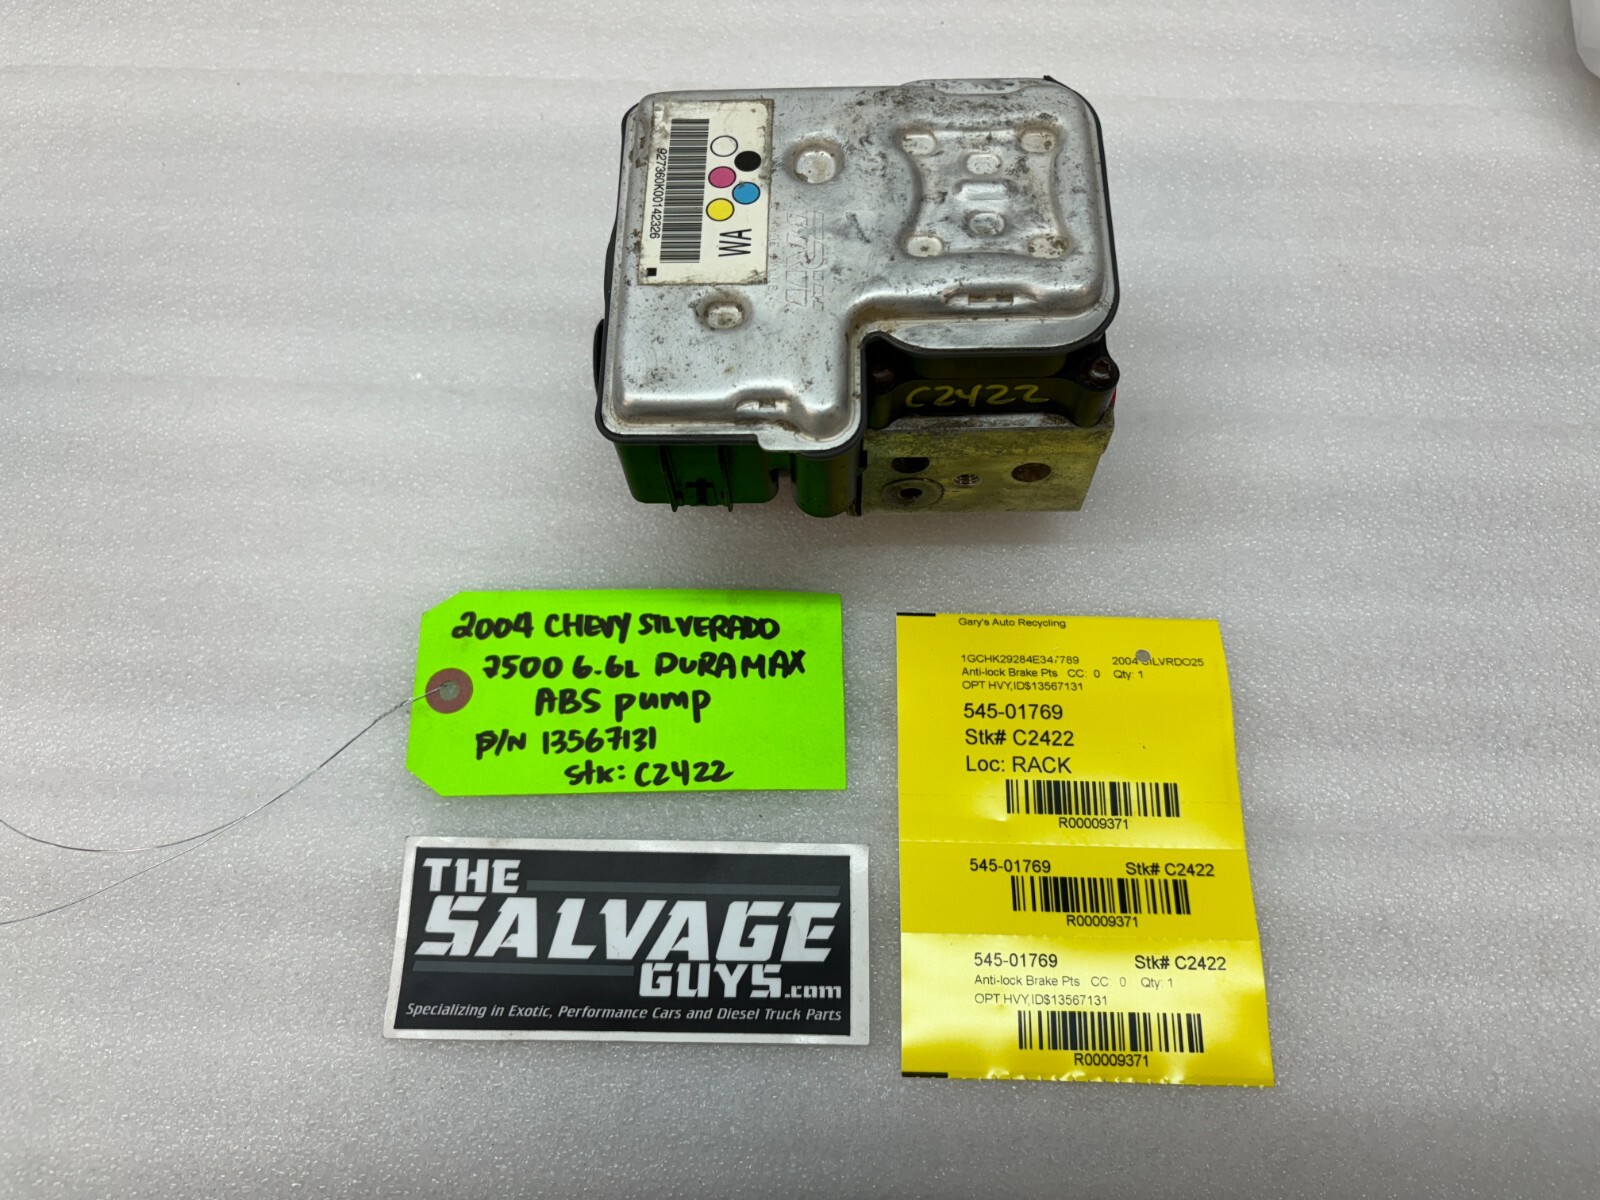 927360K00142326
WA
TRW
C2422
2004 CHEVY SILVERADO
2500 6.6L DURAMAX
ABS pump
P/N 13567131
stk: C2422
THE
SALVAGE
GUYS.com
Specializing in Exotic, Performance Cars and Diesel Truck Parts
Gary's Auto Recycling
1GCHK29284E347789 2004 SILVRDO25
Anti-lock Brake Pts CC: 0 Qty: 1
OPT HVY,ID$13567131
545-01769
Stk# C2422
Loc: RACK
R00009371
545-01769 Stk# C2422
R00009371
545-01769 Stk# C2422
Anti-lock Brake Pts CC: 0 Qty: 1
OPT HVY,ID$13567131
R00009371